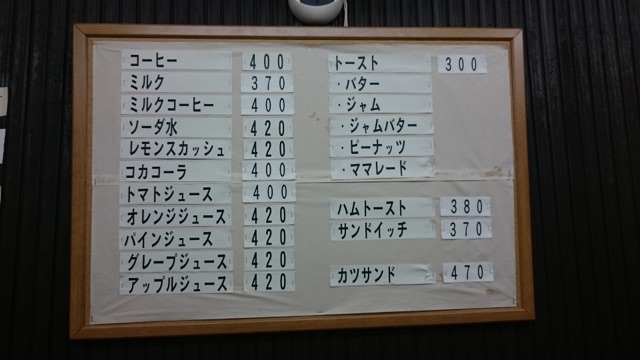 コーヒー 400
ミルク 370
ミルクコーヒー 400
ソーダ水 420
レモンスカッシュ 420
コカコーラ 400
トマトジュース 400
オレンジジュース 420
パインジュース 420
グレープジュース 420
アップルジュース 420
トースト 300
・バター
・ジャム
・ジャムバター
・ピーナッツ
・ママレード
ハムトースト 380
サンドイッチ 370
カツサンド 470